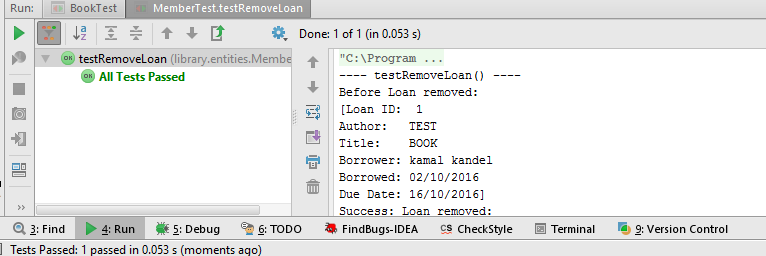 Run: BookTest MemberTest.testRemoveLoan
Done: 1 of 1 (in 0.053 s)
testRemoveLoan (library.entities.Membe
All Tests Passed
"C:\Program ...
---- testRemoveLoan() ----
Before Loan removed:
[Loan ID:  1
Author:   TEST
Title:    BOOK
Borrower: kamal kandel
Borrowed: 02/10/2016
Due Date: 16/10/2016]
Success: Loan removed:
3: Find 4: Run 5: Debug 6: TODO FindBugs-IDEA CheckStyle Terminal 9: Version Control
Tests Passed: 1 passed in 0.053 s (moments ago)